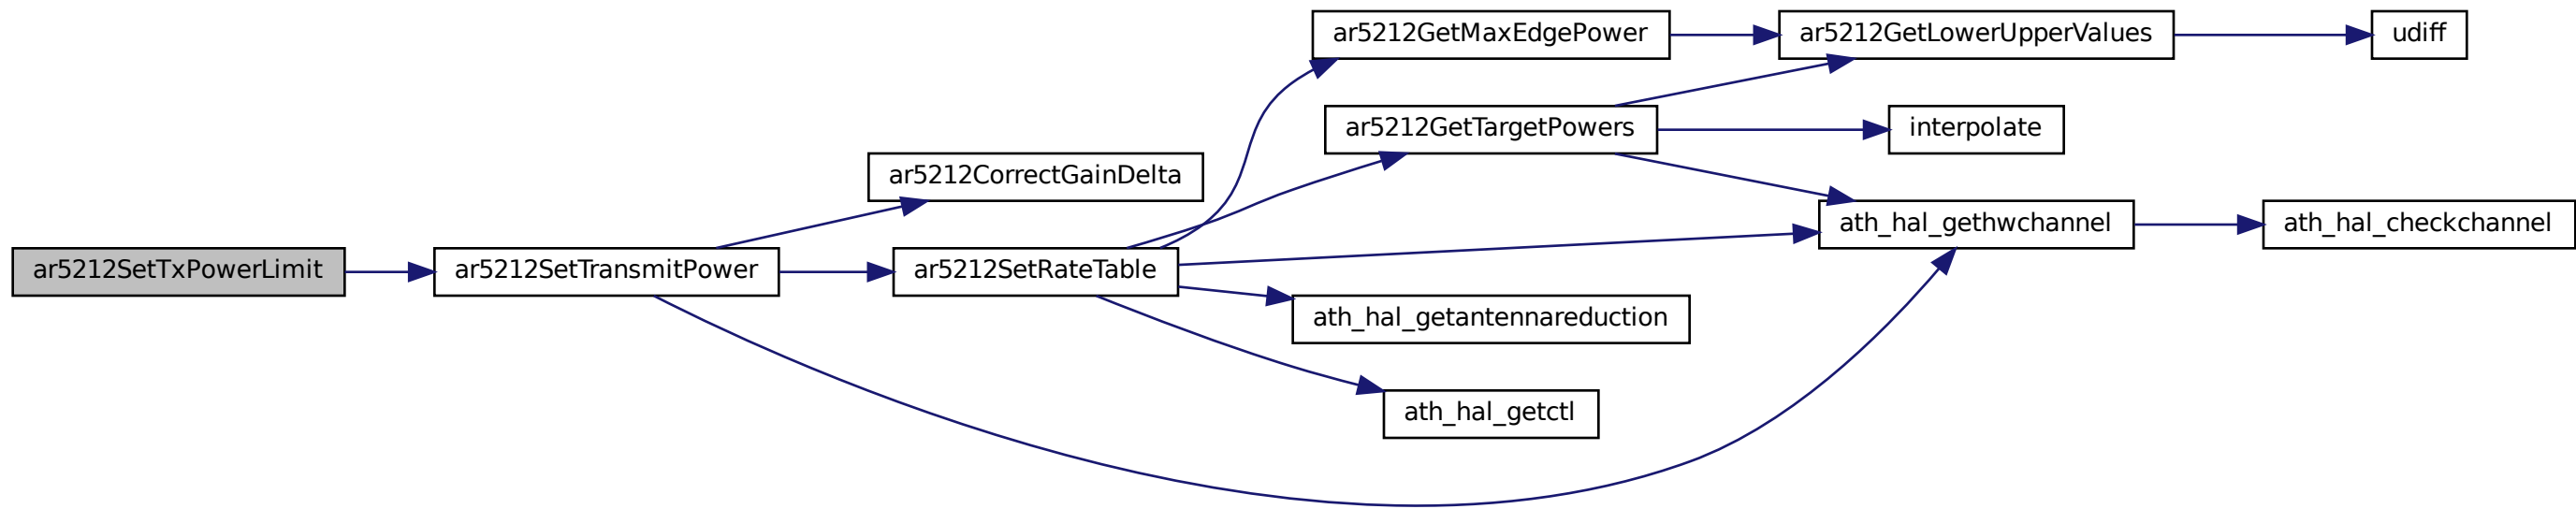 ar5212GetMaxEdgePower
ar5212GetLowerUpperValues
udiff
ar5212GetTargetPowers
interpolate
ar5212CorrectGainDelta
ath_hal_gethwchannel
ath_hal_checkchannel
ar5212SetTxPowerLimit
ar5212SetTransmitPower
ar5212SetRateTable
ath_hal_getantennareduction
ath_hal_getctl